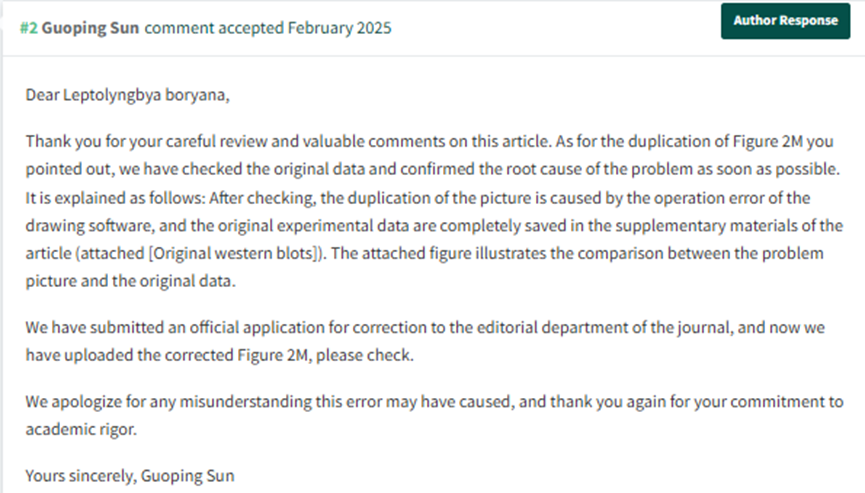 #2 Guoping Sun comment accepted February 2025
Author Response
Dear Leptolyngbya boryana,
Thank you for your careful review and valuable comments on this article. As for the duplication of Figure 2M you
pointed out, we have checked the original data and confirmed the root cause of the problem as soon as possible.
It is explained as follows: After checking, the duplication of the picture is caused by the operation error of the
drawing software, and the original experimental data are completely saved in the supplementary materials of the
article (attached [Original western blots]). The attached figure illustrates the comparison between the problem
picture and the original data.
We have submitted an official application for correction to the editorial department of the journal, and now we
have uploaded the corrected Figure 2M, please check.
We apologize for any misunderstanding this error may have caused, and thank you again for your commitment to
academic rigor.
Yours sincerely, Guoping Sun